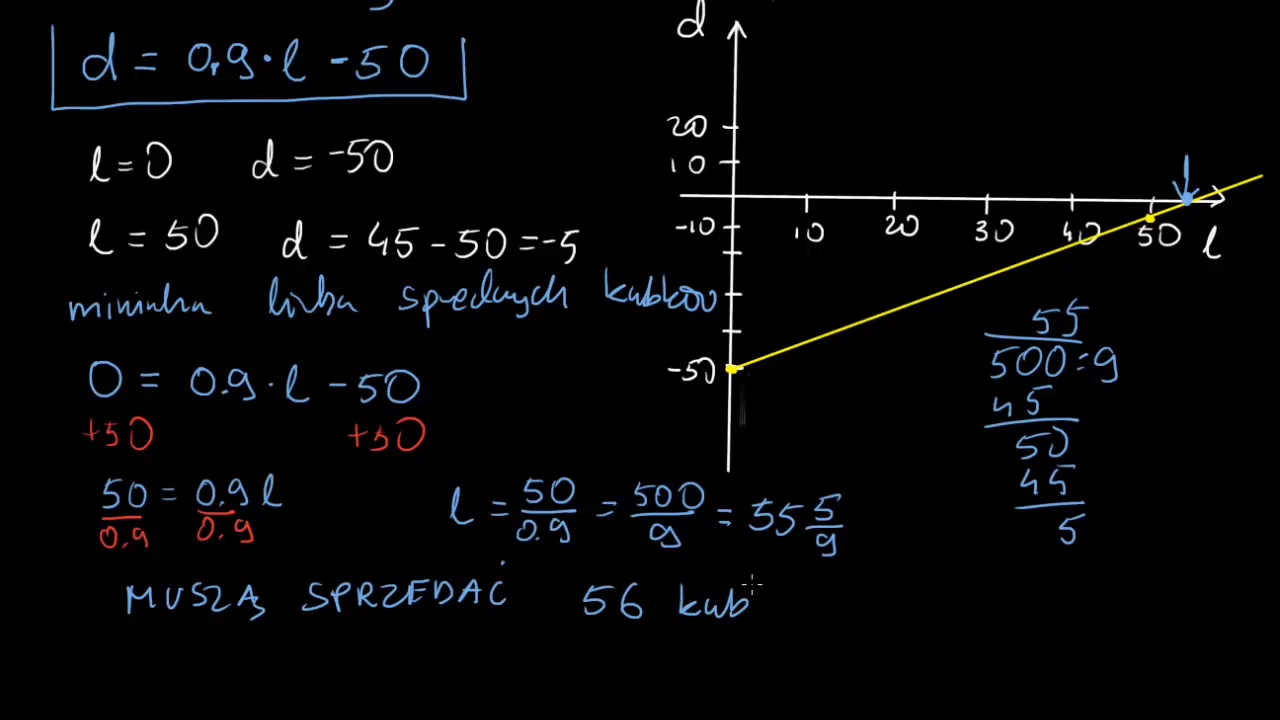 d = 0.9·l -50
l=0 d = -50
l = 50 d = 45-50=-5
minimalna liczba sprzedanych kubków
0 = 0.9·l -50
+50 +50
50/0.9 = 0.9l/0.9
l = 50/0.9 = 500/9 = 55 5/9
MUSZĄ SPRZEDAĆ 56 kub
d
20
10
-10
-50
10 20 30 40 50 l
55
500:9
45
50
45
5